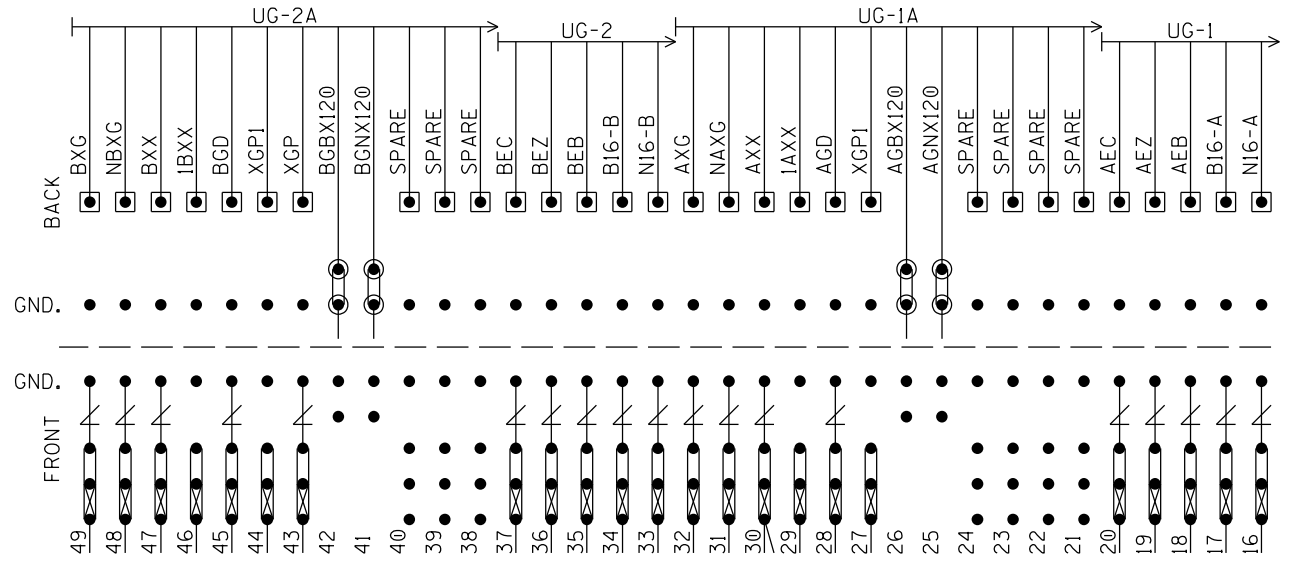 UG-2A UG-2 UG-1A UG-1
BXG NBXG BXX 1BXX BGD XGP1 XGP BGBX120 BGNX120 SPARE SPARE SPARE BEC BEZ BEB B16-B N16-B AXG NAXG AXX 1AXX AGD XGP1 AGBX120 AGNX120 SPARE SPARE SPARE SPARE AEC AEZ AEB B16-A N16-A
BACK
GND.
GND.
FRONT
49 48 47 46 45 44 43 42 41 40 39 38 37 36 35 34 33 32 31 30 29 28 27 26 25 24 23 22 21 20 19 18 17 16